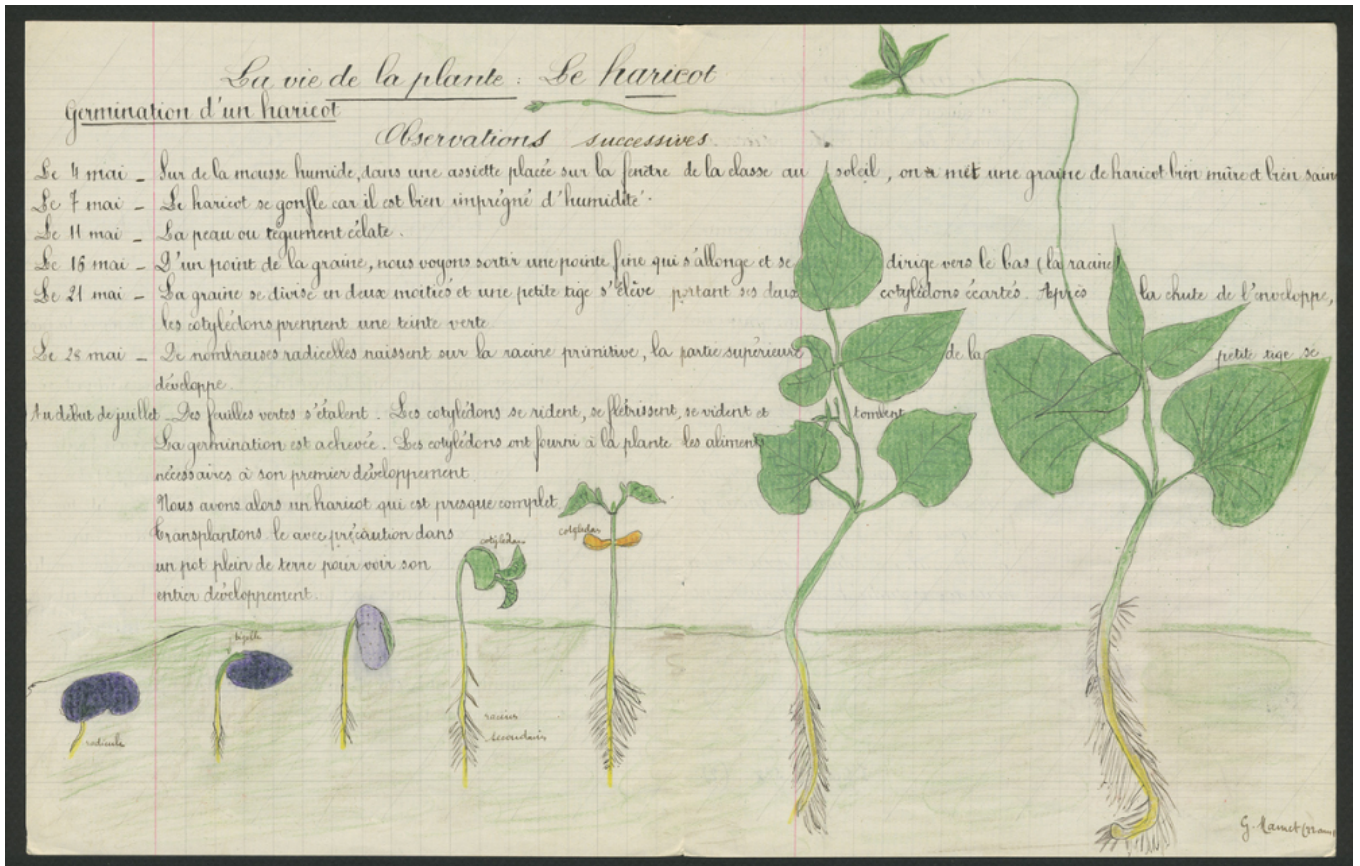 La vie de la plante : Le haricot
Germination d'un haricot
Observations successives.
Le 4 mai - Sur de la mousse humide, dans une assiette placée sur la fenêtre de la classe au soleil, on met une graine de haricot bien mûre et bien saine
Le 7 mai - Le haricot se gonfle car il est bien imprégné d'humidité.
Le 11 mai - La peau ou tégument éclate.
Le 16 mai - D'un point de la graine, nous voyons sortir une pointe fine qui s'allonge et se dirige vers le bas (la racine)
Le 21 mai - La graine se divise en deux moitiés et une petite tige s'élève portant ses deux cotylédons écartés. Après la chute de l'enveloppe,
les cotylédons prennent une teinte verte
Le 28 mai - De nombreuses radicelles naissent sur la racine primitive, la partie supérieure de la petite tige se
développe.
Au début de juillet. Des feuilles vertes s'étalent. Les cotylédons se rident, se flétrissent, se vident et tombent
La germination est achevée. Les cotylédons ont fourni à la plante les aliments
nécessaires à son premier développement.
Nous avons alors un haricot qui est presque complet
Transplantons le avec précaution dans
un pot plein de terre pour voir son
entier développement.
cotylédon
cotylédon
tigelle
radicule
racines
secondaires